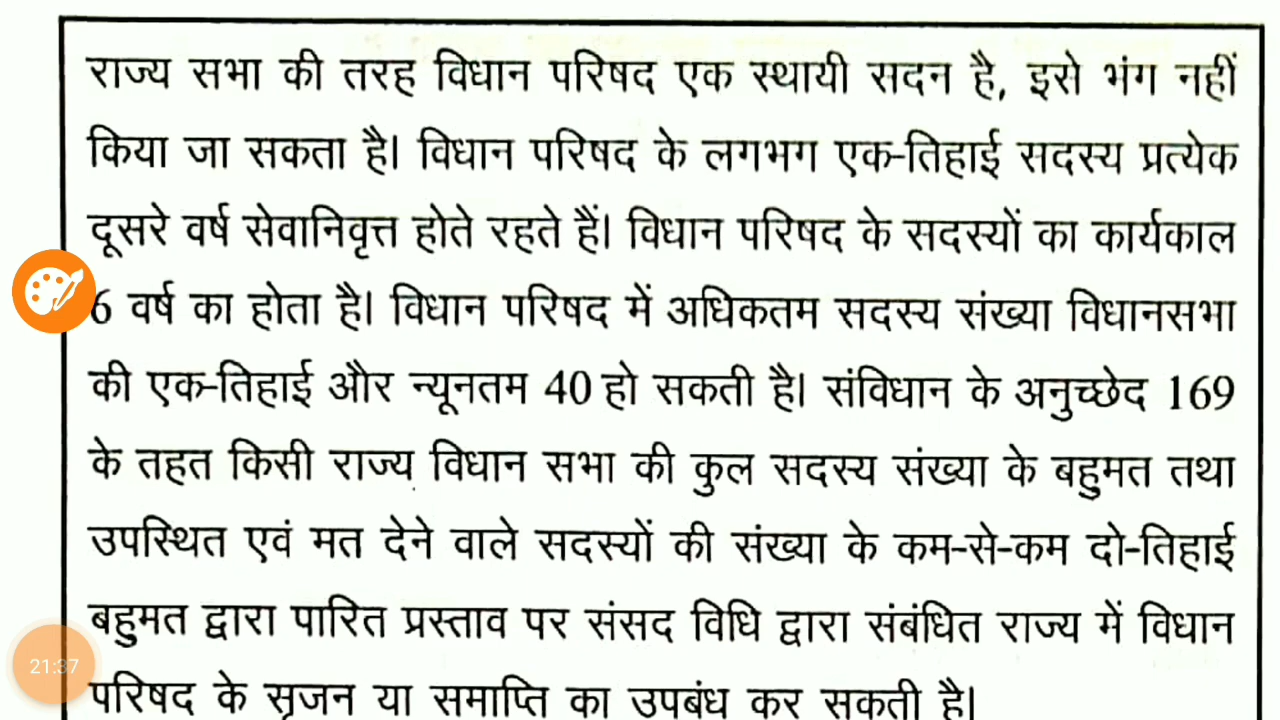 राज्य सभा की तरह विधान परिषद एक स्थायी सदन है, इसे भंग नहीं
किया जा सकता है। विधान परिषद के लगभग एक-तिहाई सदस्य प्रत्येक
दूसरे वर्ष सेवानिवृत्त होते रहते हैं। विधान परिषद के सदस्यों का कार्यकाल
6 वर्ष का होता है। विधान परिषद में अधिकतम सदस्य संख्या विधानसभा
की एक-तिहाई और न्यूनतम 40 हो सकती है। संविधान के अनुच्छेद 169
के तहत किसी राज्य विधान सभा की कुल सदस्य संख्या के बहुमत तथा
उपस्थित एवं मत देने वाले सदस्यों की संख्या के कम-से-कम दो-तिहाई
बहुमत द्वारा पारित प्रस्ताव पर संसद विधि द्वारा संबंधित राज्य में विधान
21:37
परिषद के सृजन या समाप्ति का उपबंध कर सकती है।